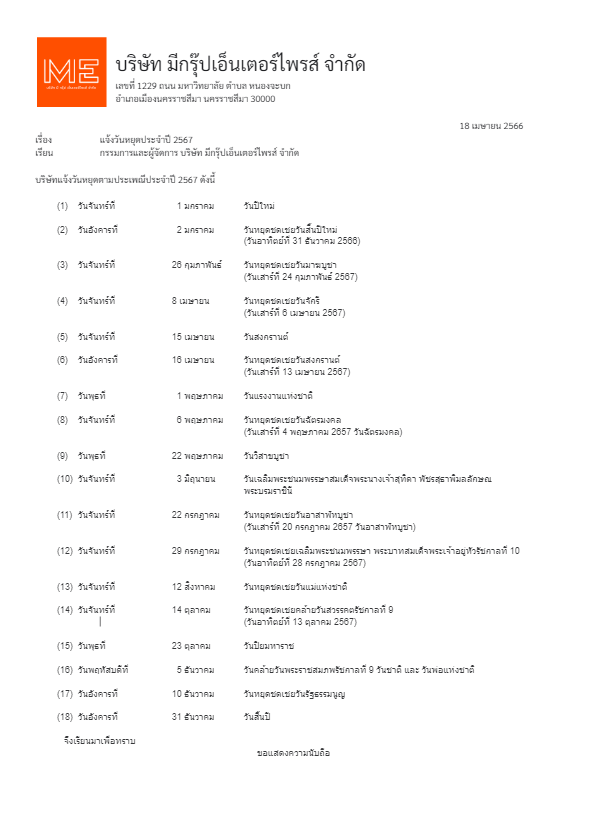 ME
บริษัท มีกรุ๊ปเอ็นเตอร์ไพรส์ จำกัด
เลขที่ 1229 ถนน มหาวิทยาลัย ตำบล หนองจะบก
อำเภอเมืองนครราชสีมา นครราชสีมา 30000
18 เมษายน 2566
เรื่อง แจ้งวันหยุดประจำปี 2567
เรียน กรรมการและผู้จัดการ บริษัท มีกรุ๊ปเอ็นเตอร์ไพรส์ จำกัด
บริษัทแจ้งวันหยุดตามประเพณีประจำปี 2567 ดังนี้
(1) วันจันทร์ที่ 1 มกราคม วันปีใหม่
(2) วันอังคารที่ 2 มกราคม วันหยุดชดเชยวันสิ้นปีใหม่
(วันอาทิตย์ที่ 31 ธันวาคม 2566)
(3) วันจันทร์ที่ 26 กุมภาพันธ์ วันหยุดชดเชยวันมาฆบูชา
(วันเสาร์ที่ 24 กุมภาพันธ์ 2567)
(4) วันจันทร์ที่ 8 เมษายน วันหยุดชดเชยวันจักรี
(วันเสาร์ที่ 6 เมษายน 2567)
(5) วันจันทร์ที่ 15 เมษายน วันสงกรานต์
(6) วันอังคารที่ 16 เมษายน วันหยุดชดเชยวันสงกรานต์
(วันเสาร์ที่ 13 เมษายน 2567)
(7) วันพุธที่ 1 พฤษภาคม วันแรงงานแห่งชาติ
(8) วันจันทร์ที่ 6 พฤษภาคม วันหยุดชดเชยวันฉัตรมงคล
(วันเสาร์ที่ 4 พฤษภาคม 2657 วันฉัตรมงคล)
(9) วันพุธที่ 22 พฤษภาคม วันวิสาขบูชา
(10) วันจันทร์ที่ 3 มิถุนายน วันเฉลิมพระชนมพรรษาสมเด็จพระนางเจ้าสุทิดา พัชรสุธาพิมลลักษณ
พระบรมราชินี
(11) วันจันทร์ที่ 22 กรกฎาคม วันหยุดชดเชยวันอาสาฬหบูชา
(วันเสาร์ที่ 20 กรกฎาคม 2657 วันอาสาฬหบูชา)
(12) วันจันทร์ที่ 29 กรกฎาคม วันหยุดชดเชยเฉลิมพระชนมพรรษา พระบาทสมเด็จพระเจ้าอยู่หัวรัชกาลที่ 10
(วันอาทิตย์ที่ 28 กรกฎาคม 2567)
(13) วันจันทร์ที่ 12 สิงหาคม วันหยุดชดเชยวันแม่แห่งชาติ
(14) วันจันทร์ที่ 14 ตุลาคม วันหยุดชดเชยคล้ายวันสวรรคตรัชกาลที่ 9
(วันอาทิตย์ที่ 13 ตุลาคม 2567)
(15) วันพุธที่ 23 ตุลาคม วันปิยมหาราช
(16) วันพฤหัสบดีที่ 5 ธันวาคม วันคล้ายวันพระราชสมภพรัชกาลที่ 9 วันชาติ และ วันพ่อแห่งชาติ
(17) วันอังคารที่ 10 ธันวาคม วันหยุดชดเชยวันรัฐธรรมนูญ
(18) วันอังคารที่ 31 ธันวาคม วันสิ้นปี
จึงเรียนมาเพื่อทราบ
ขอแสดงความนับถือ